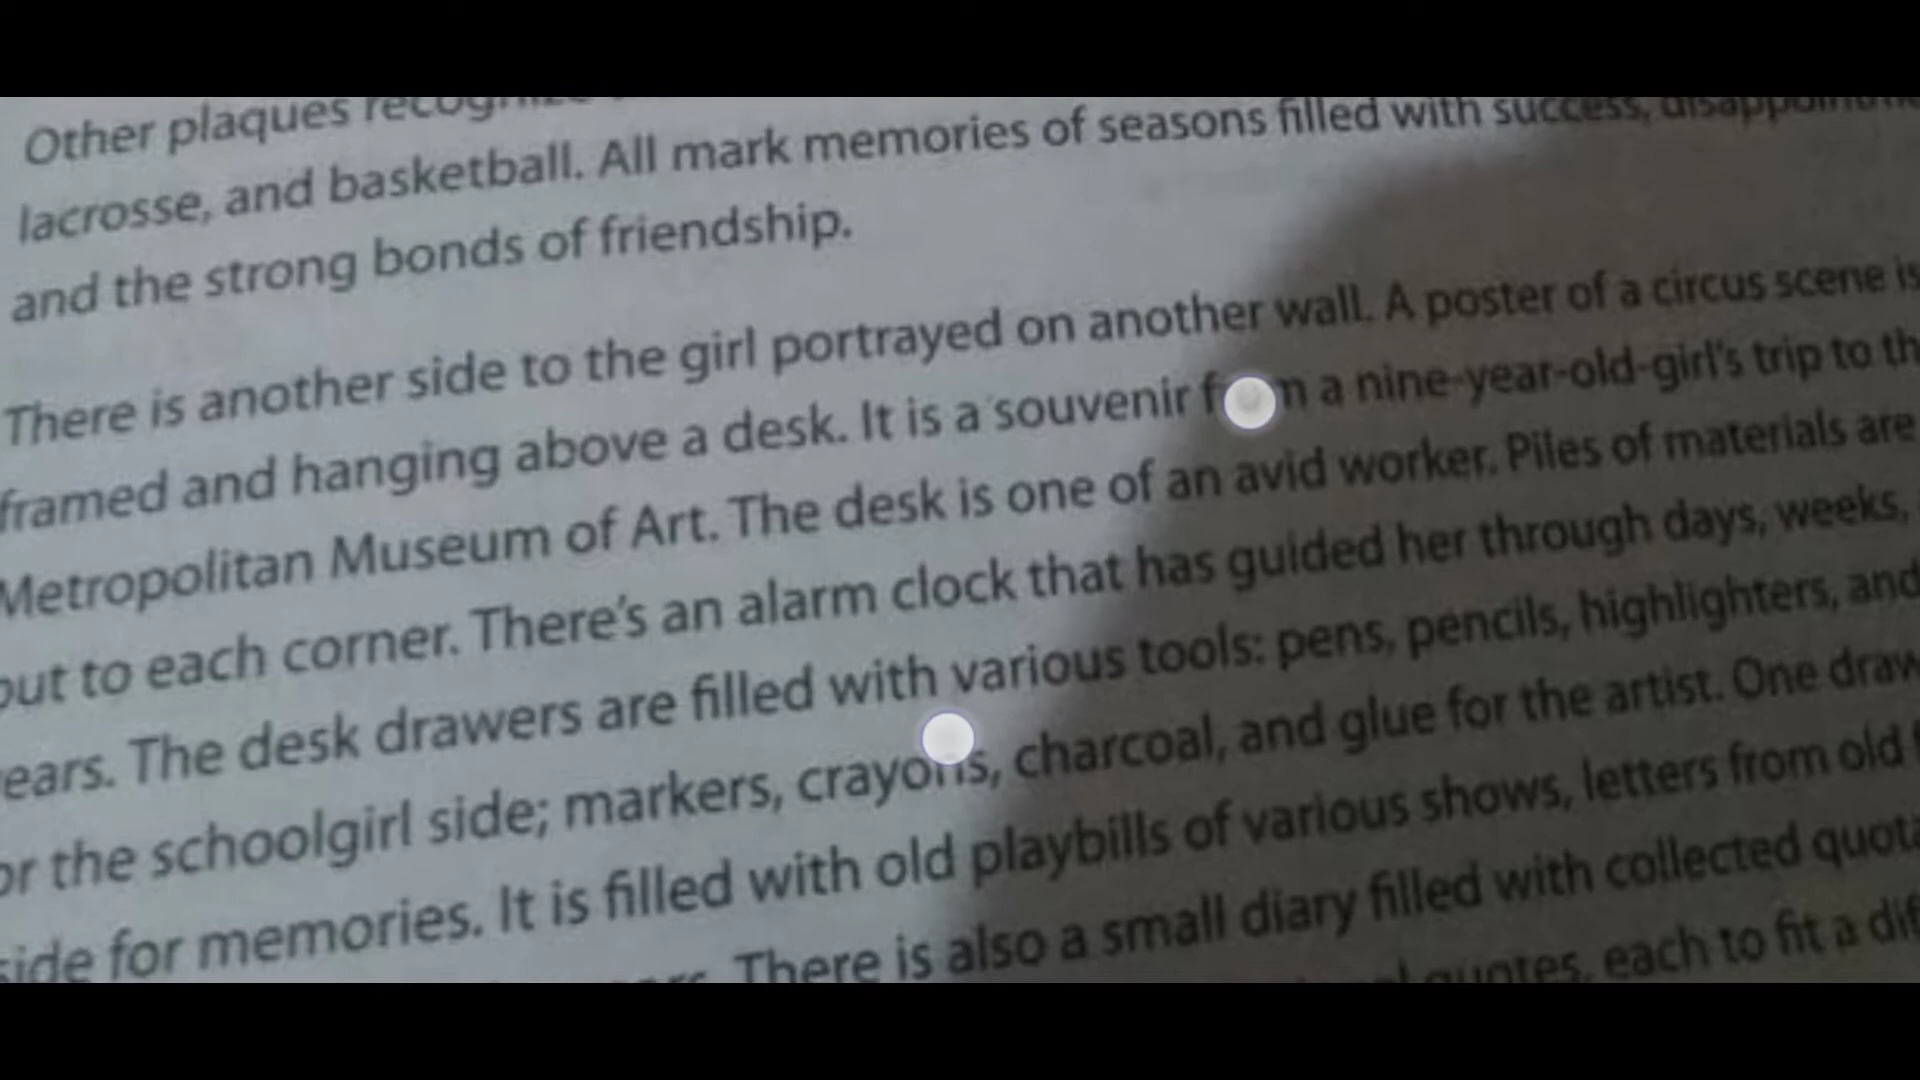 Other plaques recognize
lacrosse, and basketball. All mark memories of seasons filled with success,
and the strong bonds of friendship.
There is another side to the girl portrayed on another wall. A poster of a circus scene is
framed and hanging above a desk. It is a souvenir from a nine-year-old-girl's trip to th
Metropolitan Museum of Art. The desk is one of an avid worker. Piles of materials are
out to each corner. There's an alarm clock that has guided her through days, weeks,
ears. The desk drawers are filled with various tools: pens, pencils, highlighters, and
or the schoolgirl side; markers, crayons, charcoal, and glue for the artist. One draw
side for memories. It is filled with old playbills of various shows, letters from old
There is also a small diary filled with collected quota
quotes, each to fit a dif